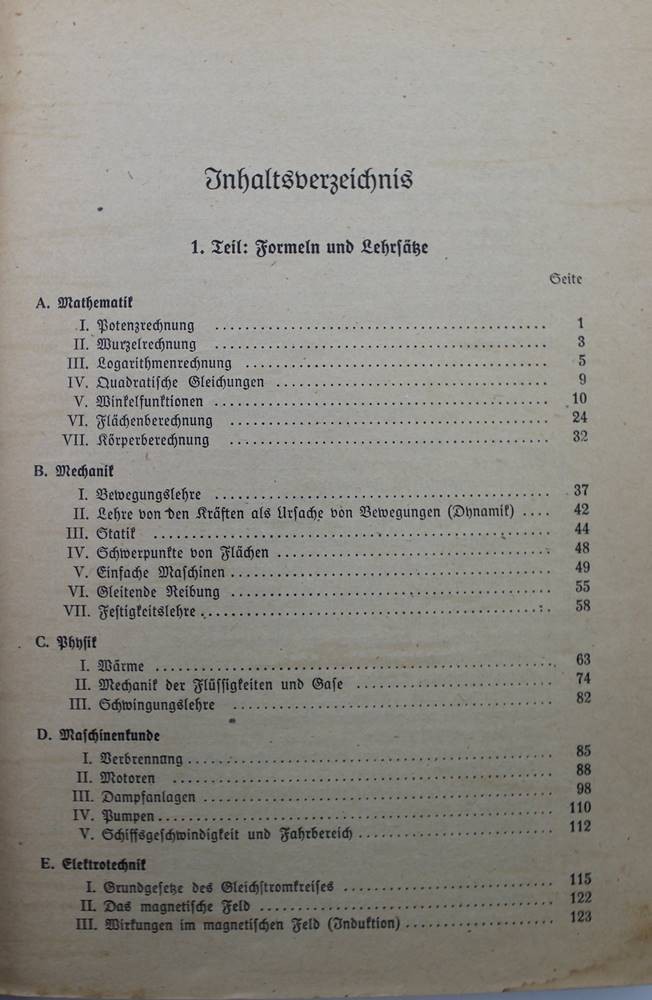 Inhaltsverzeichnis
1. Teil: Formeln und Lehrsätze
Seite
A. Mathematik
I. Potenzrechnung ........ 1
II. Wurzelrechnung ........ 3
III. Logarithmenrechnung ........ 5
IV. Quadratische Gleichungen ........ 9
V. Winkelfunktionen ........ 10
VI. Flächenberechnung ........ 24
VII. Körperberechnung ........ 32
B. Mechanik
I. Bewegungslehre ........ 37
II. Lehre von den Kräften als Ursache von Bewegungen (Dynamik) .... 42
III. Statik ........ 44
IV. Schwerpunkte von Flächen ........ 48
V. Einfache Maschinen ........ 49
VI. Gleitende Reibung ........ 55
VII. Festigkeitslehre ........ 58
C. Physik
I. Wärme ........ 63
II. Mechanik der Flüssigkeiten und Gase ........ 74
III. Schwingungslehre ........ 82
D. Maschinenkunde
I. Verbrennung ........ 85
II. Motoren ........ 88
III. Dampfanlagen ........ 98
IV. Pumpen ........ 110
V. Schiffsgeschwindigkeit und Fahrbereich ........ 112
E. Elektrotechnik
I. Grundgesetze des Gleichstromkreises ........ 115
II. Das magnetische Feld ........ 122
III. Wirkungen im magnetischen Feld (Induktion) ........ 123